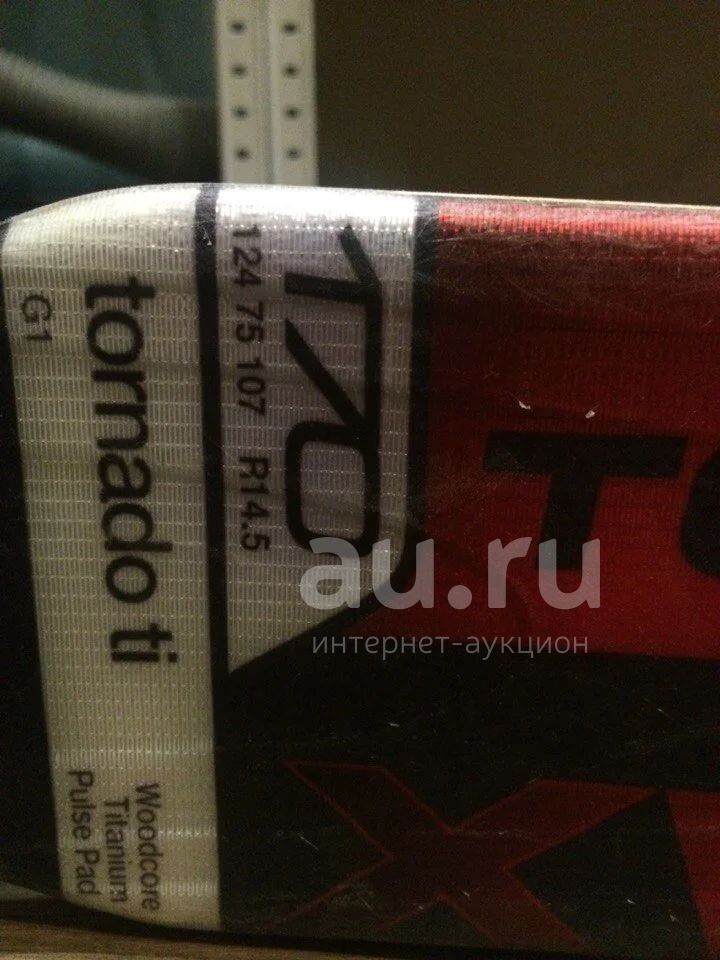 170
124 75 107 R14.5
tornado ti
G1
Woodcore
Titanium
Pulse Pad
X
au.ru
интернет-аукцион